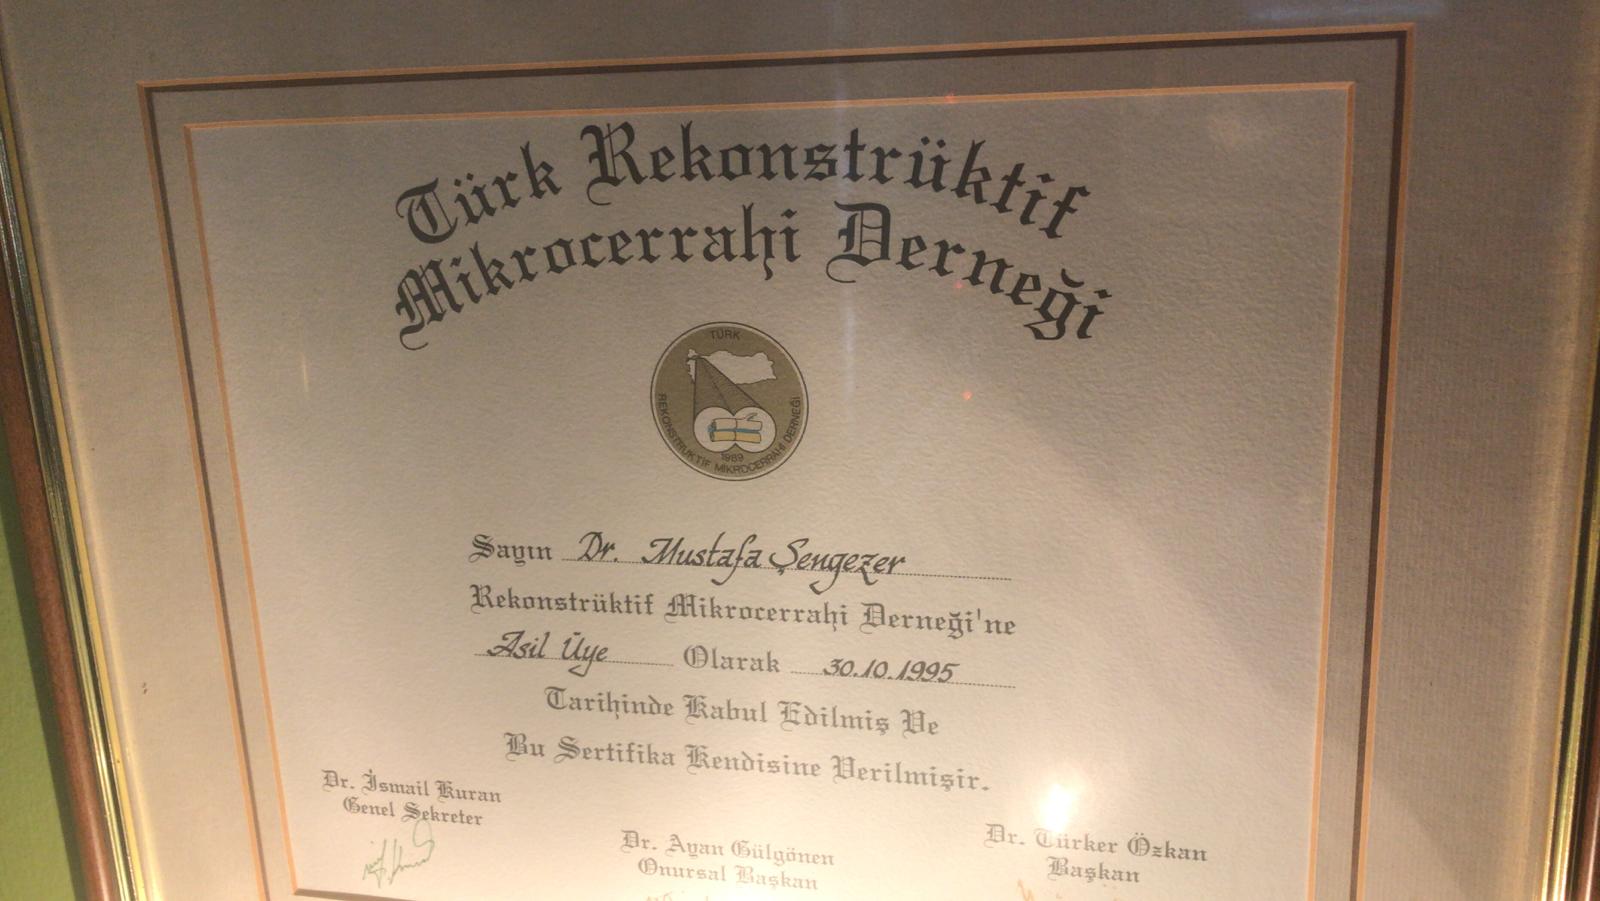 Türk Rekonstrüktif
Mikrocerrahi Derneği
TÜRK
REKONSTRÜKTİF MİKROCERRAHİ DERNEĞİ
1989
Sayın Dr. Mustafa Şengezer
Rekonstrüktif Mikrocerrahi Derneği'ne
Asil Üye Olarak 30.10.1995
Tarihinde Kabul Edilmiş Ve
Bu Sertifika Kendisine Verilmişir.
Dr. İsmail Kuran
Genel Sekreter
Dr. Ayan Gülgönen
Onursal Başkan
Dr. Türker Özkan
Başkan